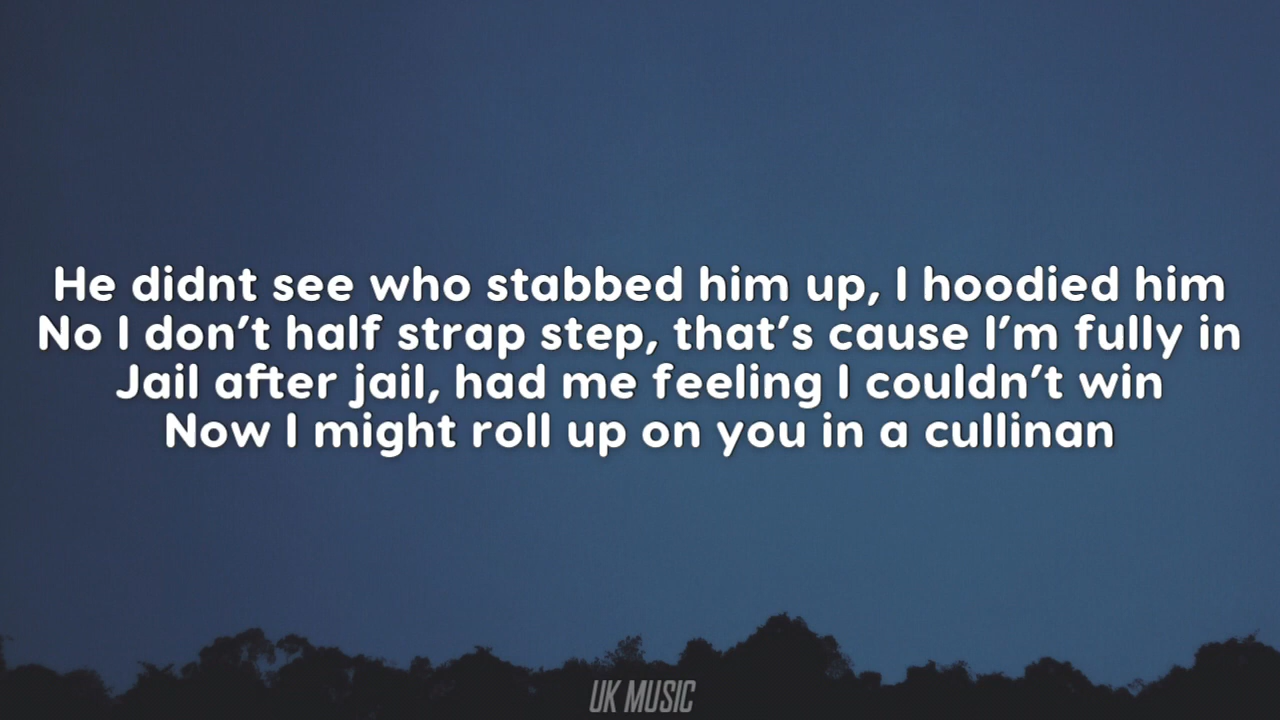 He didnt see who stabbed him up, I hoodied him
No I don't half strap step, that's cause I'm fully in
Jail after jail, had me feeling I couldn't win
Now I might roll up on you in a cullinan
UK MUSIC